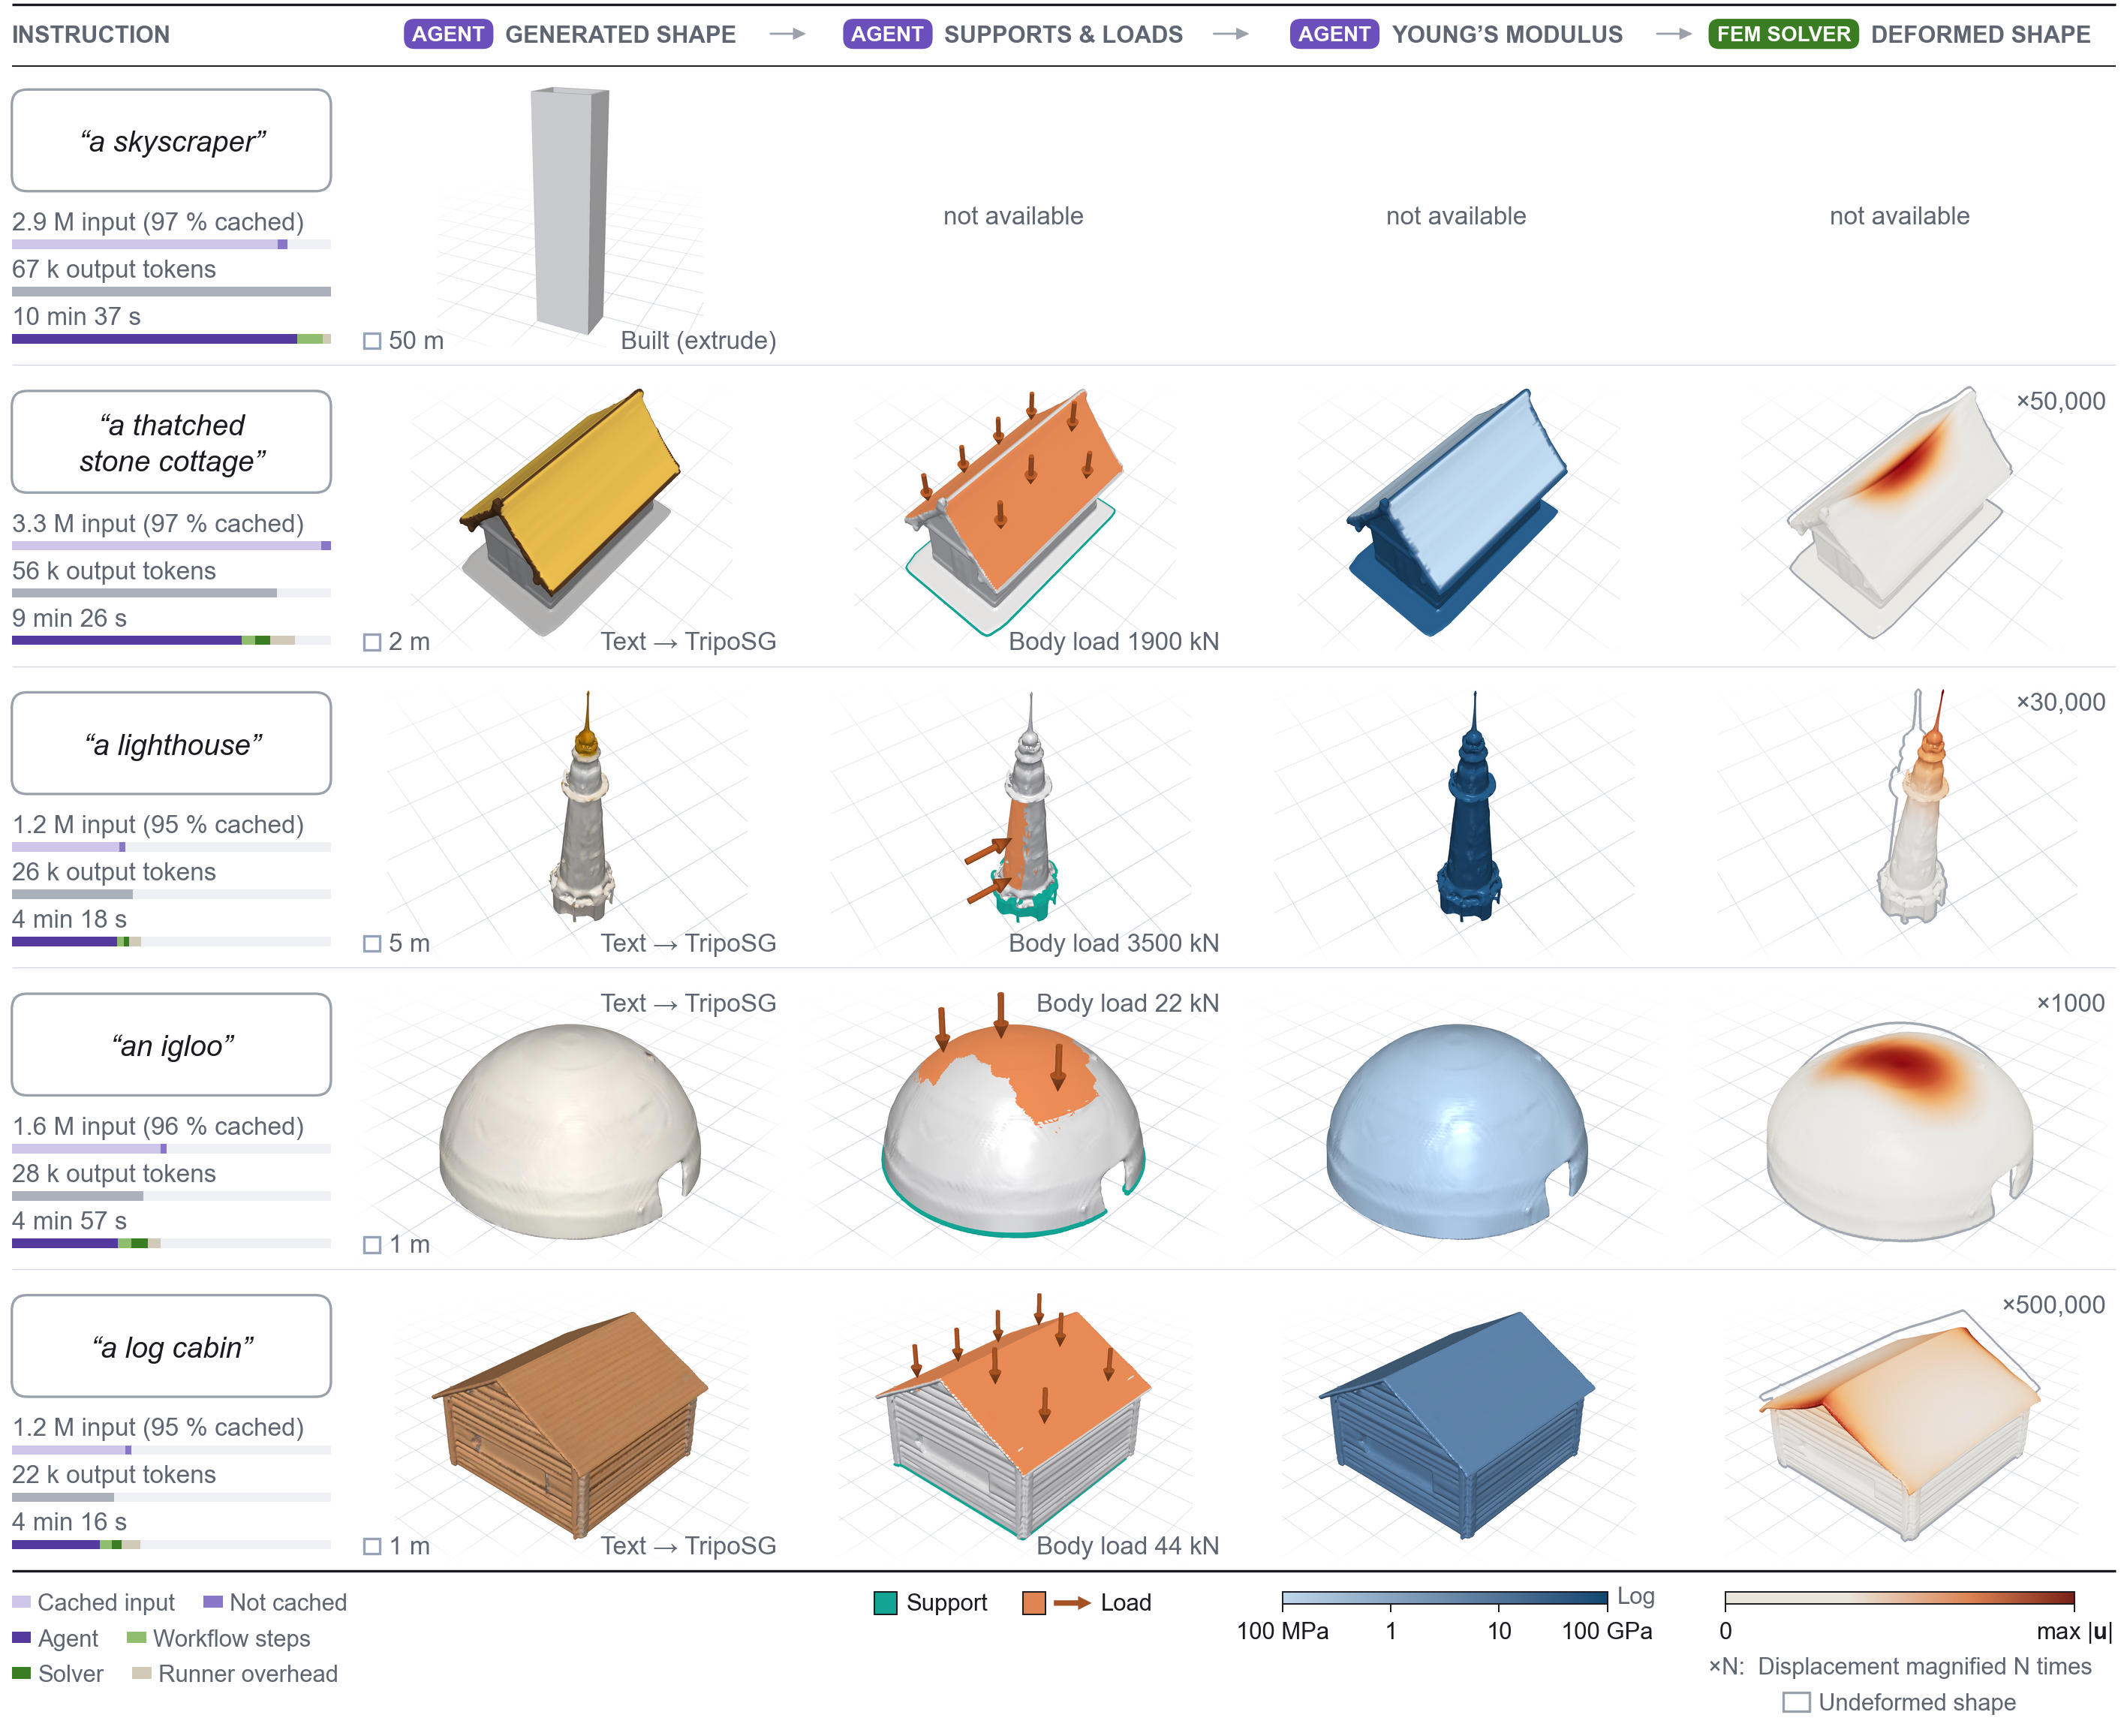 INSTRUCTION
AGENT GENERATED SHAPE → AGENT SUPPORTS & LOADS → AGENT YOUNG’S MODULUS → FEM SOLVER DEFORMED SHAPE
“a skyscraper”
2.9 M input (97 % cached)
67 k output tokens
10 min 37 s
50 m
Built (extrude)
not available
not available
not available
“a thatched
stone cottage”
3.3 M input (97 % cached)
56 k output tokens
9 min 26 s
2 m
Text → TripoSG
Body load 1900 kN
×50,000
“a lighthouse”
1.2 M input (95 % cached)
26 k output tokens
4 min 18 s
5 m
Text → TripoSG
Body load 3500 kN
×30,000
“an igloo”
1.6 M input (96 % cached)
28 k output tokens
4 min 57 s
1 m
Text → TripoSG
Body load 22 kN
×1000
“a log cabin”
1.2 M input (95 % cached)
22 k output tokens
4 min 16 s
1 m
Text → TripoSG
Body load 44 kN
×500,000
Cached input Not cached
Agent Workflow steps
Solver Runner overhead
Support Load
Log
100 MPa 1 10 100 GPa
0 max |u|
×N: Displacement magnified N times
Undeformed shape